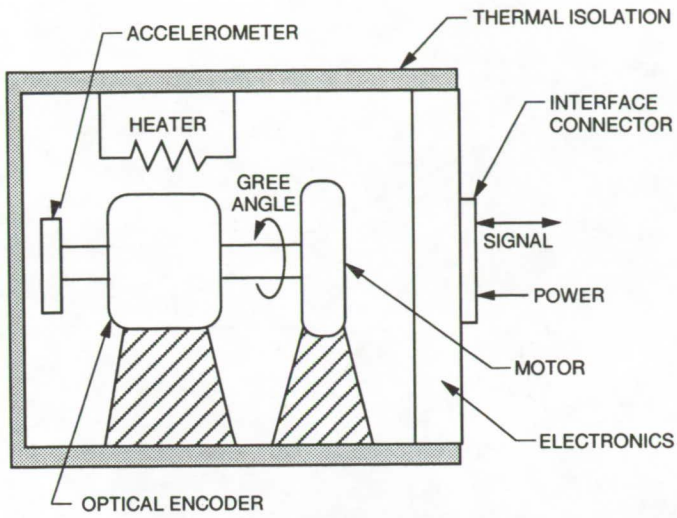 THERMAL ISOLATION
ACCELEROMETER
INTERFACE
CONNECTOR
HEATER
GREE
ANGLE
SIGNAL
POWER
MOTOR
ELECTRONICS
OPTICAL ENCODER